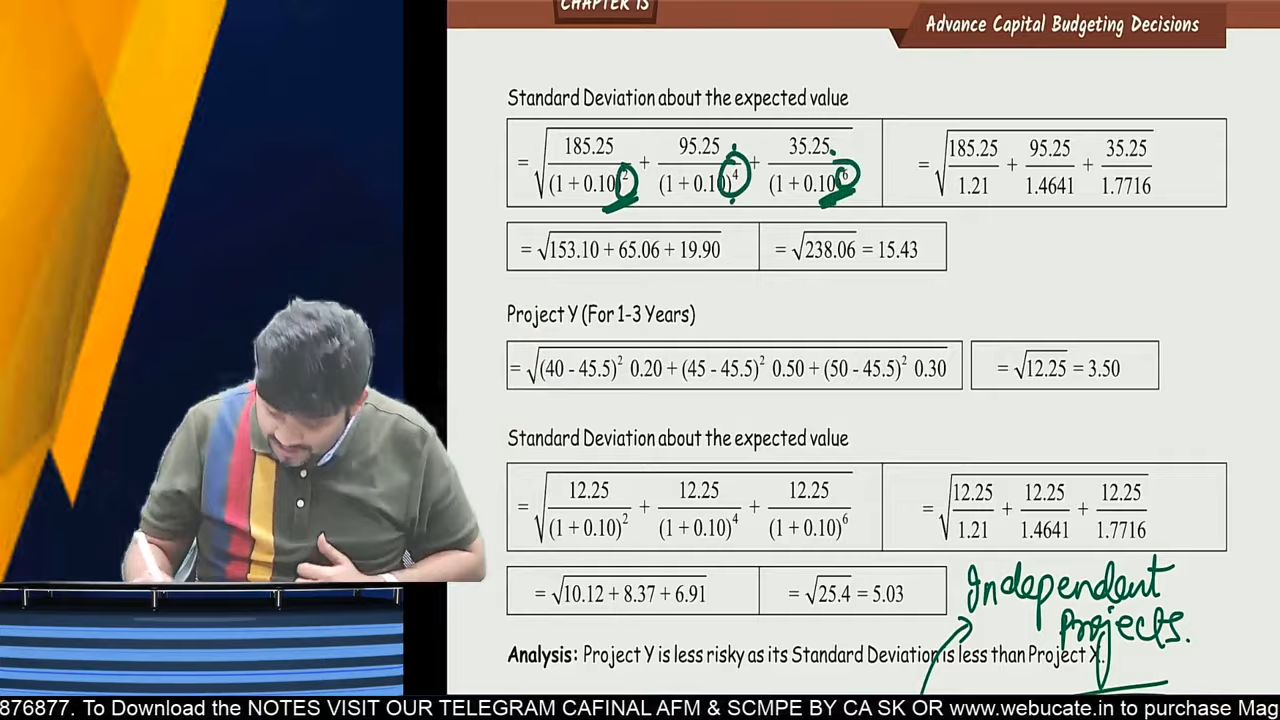 CHAPTER 15
Advance Capital Budgeting Decisions
Standard Deviation about the expected value
= √ 185.25/(1 + 0.10)² + 95.25/(1 + 0.10)⁴ + 35.25/(1 + 0.10)⁶ = √ 185.25/1.21 + 95.25/1.4641 + 35.25/1.7716
= √153.10 + 65.06 + 19.90 = √238.06 = 15.43
Project Y (For 1-3 Years)
= √(40 - 45.5)² 0.20 + (45 - 45.5)² 0.50 + (50 - 45.5)² 0.30 = √12.25 = 3.50
Standard Deviation about the expected value
= √ 12.25/(1 + 0.10)² + 12.25/(1 + 0.10)⁴ + 12.25/(1 + 0.10)⁶ = √ 12.25/1.21 + 12.25/1.4641 + 12.25/1.7716
= √10.12 + 8.37 + 6.91 = √25.4 = 5.03
Independent
Projects.
Analysis: Project Y is less risky as its Standard Deviation is less than Project X.
876877. To Download the NOTES VISIT OUR TELEGRAM CAFINAL AFM & SCMPE BY CA SK OR www.webucate.in to purchase Mag